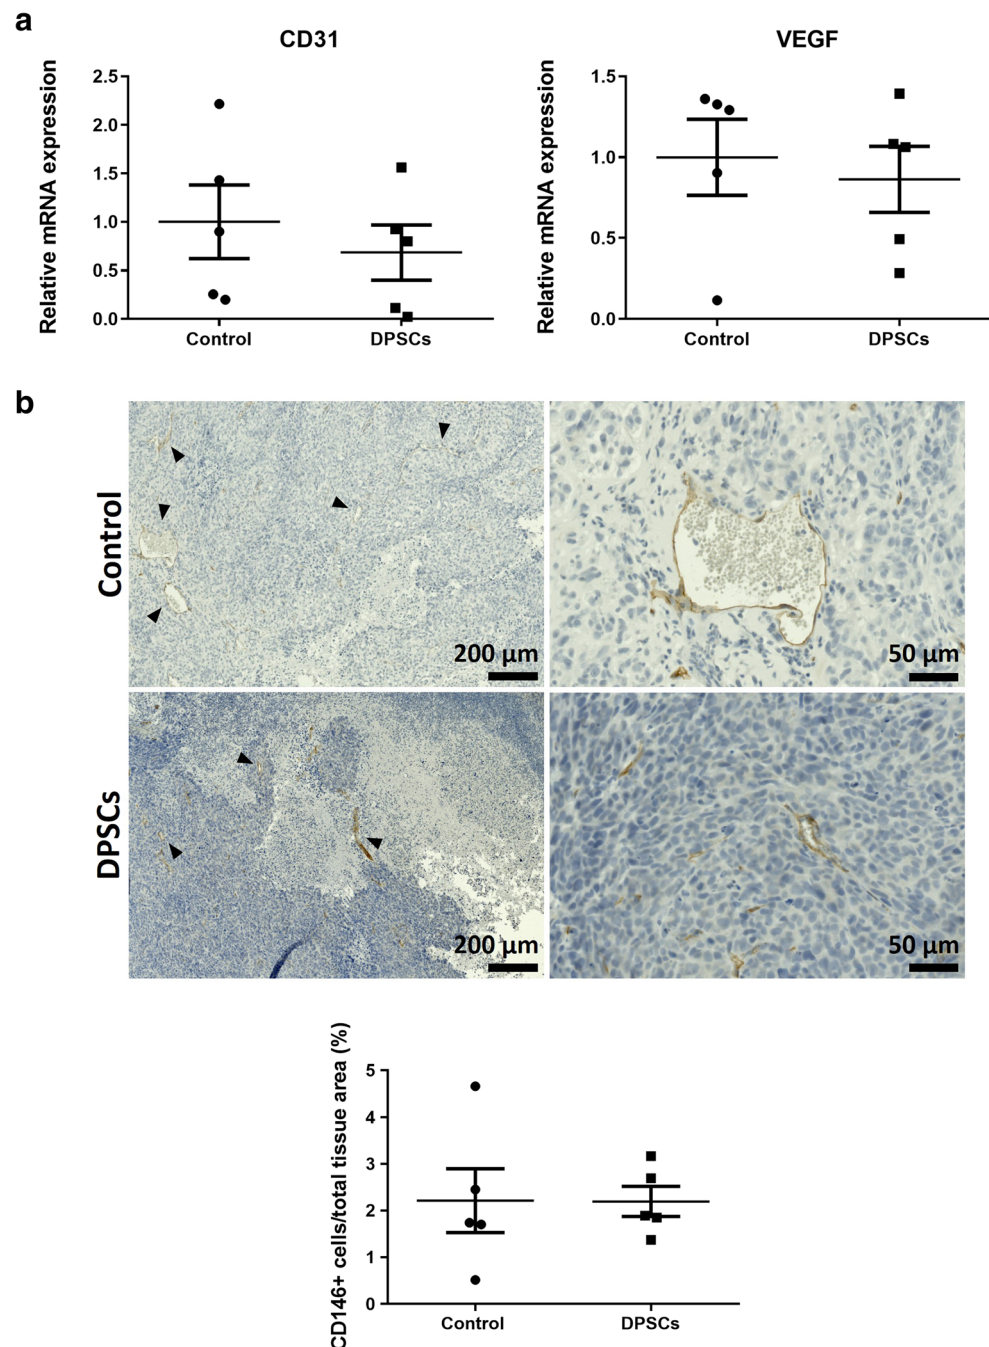 a
CD31
Relative mRNA expression
2.5
2.0
1.5
1.0
0.5
0.0
Control
DPSCs
VEGF
Relative mRNA expression
1.5
1.0
0.5
0.0
Control
DPSCs
b
Control
200 µm
50 µm
DPSCs
200 µm
50 µm
CD146+ cells/total tissue area (%)
5
4
3
2
1
0
Control
DPSCs